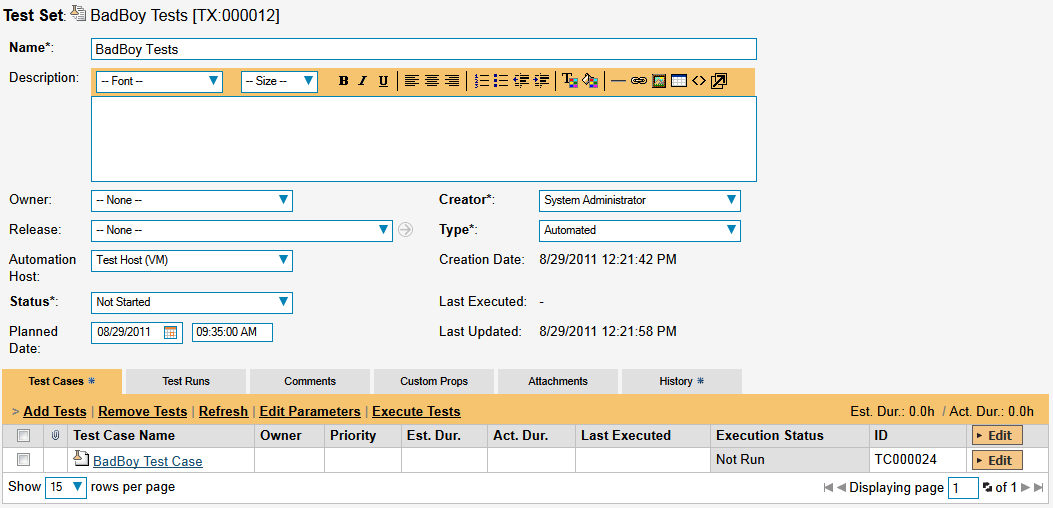 Test Set: BadBoy Tests [TX:000012]
Name*: BadBoy Tests
Description: -- Font -- -- Size -- B I U
Owner: -- None -- Creator*: System Administrator
Release: -- None -- Type*: Automated
Automation Host: Test Host (VM) Creation Date: 8/29/2011 12:21:42 PM
Status*: Not Started Last Executed: -
Planned Date: 08/29/2011 09:35:00 AM Last Updated: 8/29/2011 12:21:58 PM
Test Cases * Test Runs Comments Custom Props Attachments History *
> Add Tests | Remove Tests | Refresh | Edit Parameters | Execute Tests Est. Dur.: 0.0h / Act. Dur.: 0.0h
Test Case Name Owner Priority Est. Dur. Act. Dur. Last Executed Execution Status ID Edit
BadBoy Test Case Not Run TC000024 Edit
Show 15 rows per page Displaying page 1 of 1